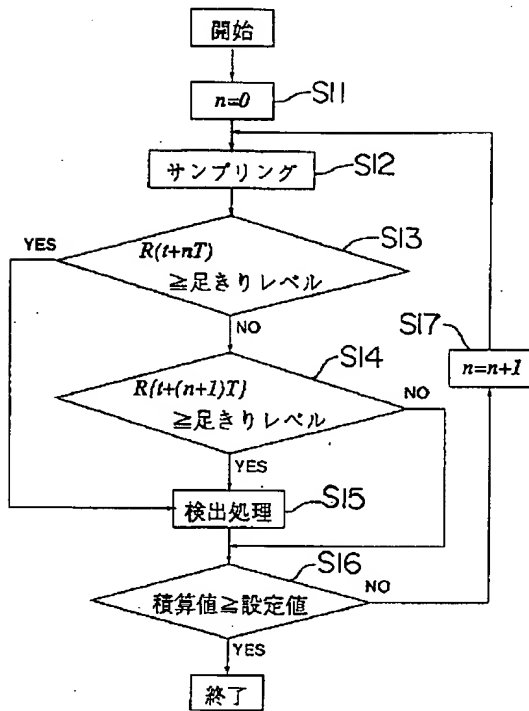 開始
n=0
S11
サンプリング
S12
R(t+nT)
≧足きりレベル
S13
YES
NO
R{t+(n+1)T}
≧足きりレベル
S14
NO
YES
n=n+1
S17
検出処理
S15
積算値≧設定値
S16
NO
YES
終了